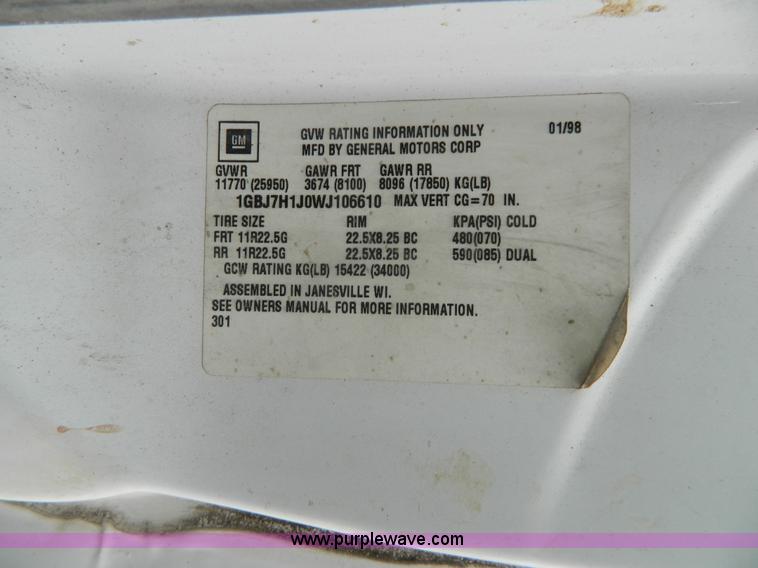 GM
GVW RATING INFORMATION ONLY 01/98
MFD BY GENERAL MOTORS CORP
GVWR GAWR FRT GAWR RR
11770 (25950) 3674 (8100) 8096 (17850) KG(LB)
1GBJ7H1J0WJ106610 MAX VERT CG= 70 IN.
TIRE SIZE RIM KPA(PSI) COLD
FRT 11R22.5G 22.5X8.25 BC 480(070)
RR 11R22.5G 22.5X8.25 BC 590(085) DUAL
GCW RATING KG(LB) 15422 (34000)
ASSEMBLED IN JANESVILLE WI.
SEE OWNERS MANUAL FOR MORE INFORMATION.
301
www.purplewave.com